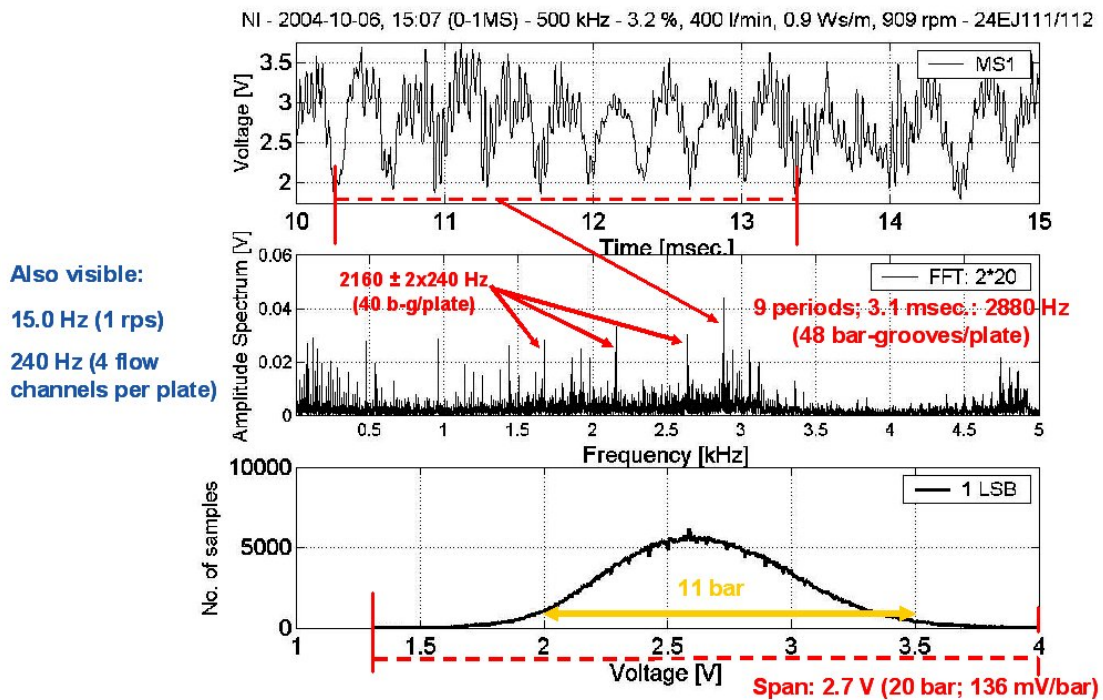 NI - 2004-10-06, 15:07 (0-1MS) - 500 kHz - 3.2 %, 400 l/min, 0.9 Ws/m, 909 rpm - 24EJ111/112
Voltage [V]
3.5
3
2.5
2
MS1
10
11
12
13
14
15
Time [msec.]
Also visible:
15.0 Hz (1 rps)
240 Hz (4 flow
channels per plate)
Amplitude Spectrum [V]
0.06
0.04
0.02
0
2160 ± 2x240 Hz
(40 b-g/plate)
FFT: 2*20
9 periods; 3.1 msec.: 2880 Hz
(48 bar-grooves/plate)
0.5
1
1.5
2
2.5
3
3.5
4
4.5
5
Frequency [kHz]
No. of samples
10000
5000
0
1 LSB
11 bar
1
1.5
2
2.5
3
3.5
4
Voltage [V]
Span: 2.7 V (20 bar; 136 mV/bar)